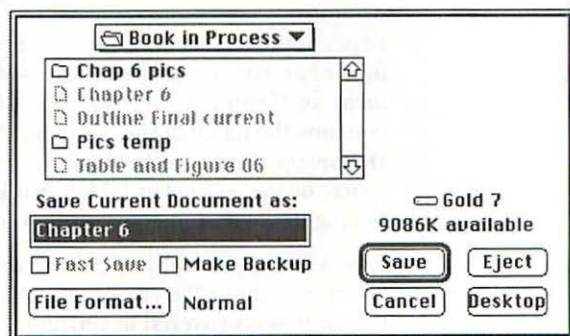 Book in Process
Chap 6 pics
Chapter 6
Outline Final current
Pics temp
Table and Figure 06
Save Current Document as:
Chapter 6
Gold 7
9086K available
Fast Save
Make Backup
Save
Eject
File Format...
Normal
Cancel
Desktop